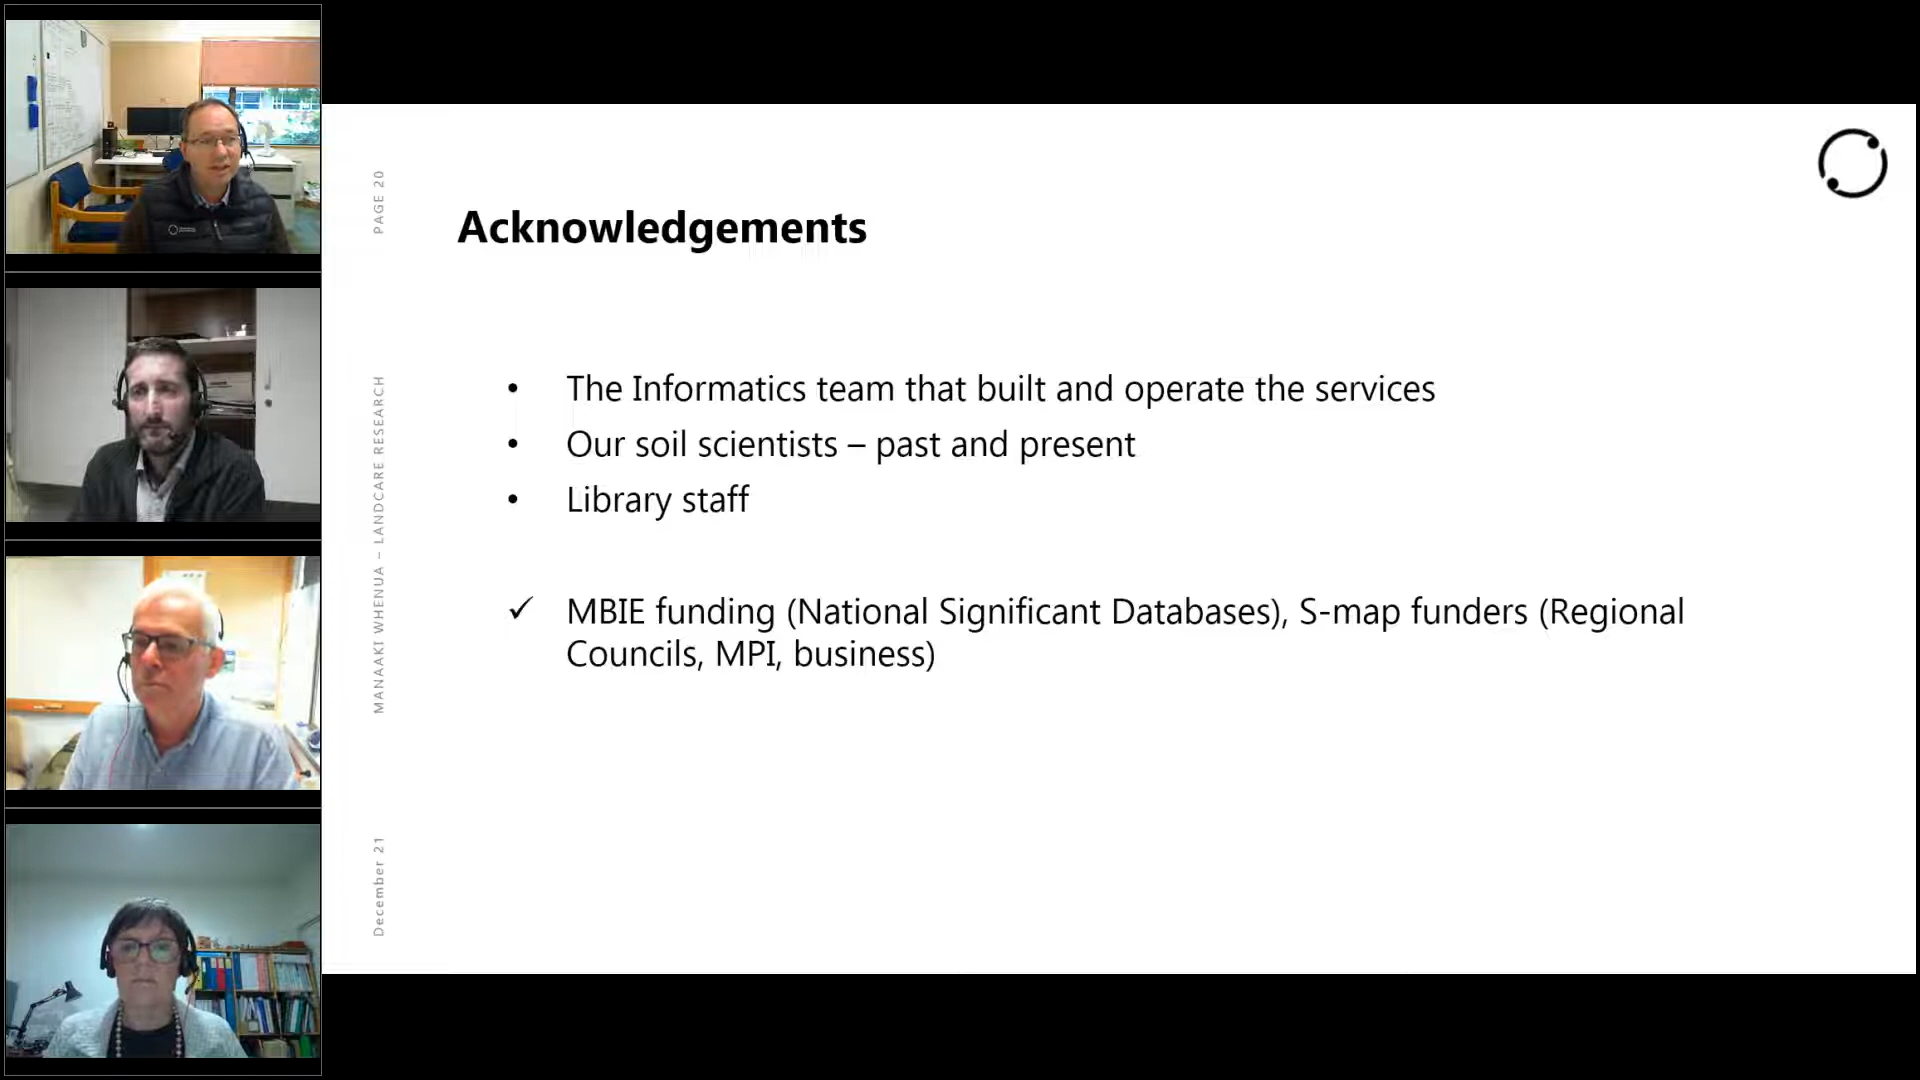 PAGE 20
Acknowledgements
• The Informatics team that built and operate the services
• Our soil scientists – past and present
• Library staff
✓ MBIE funding (National Significant Databases), S-map funders (Regional
Councils, MPI, business)
MANAAKI WHENUA – LANDCARE RESEARCH
December 21